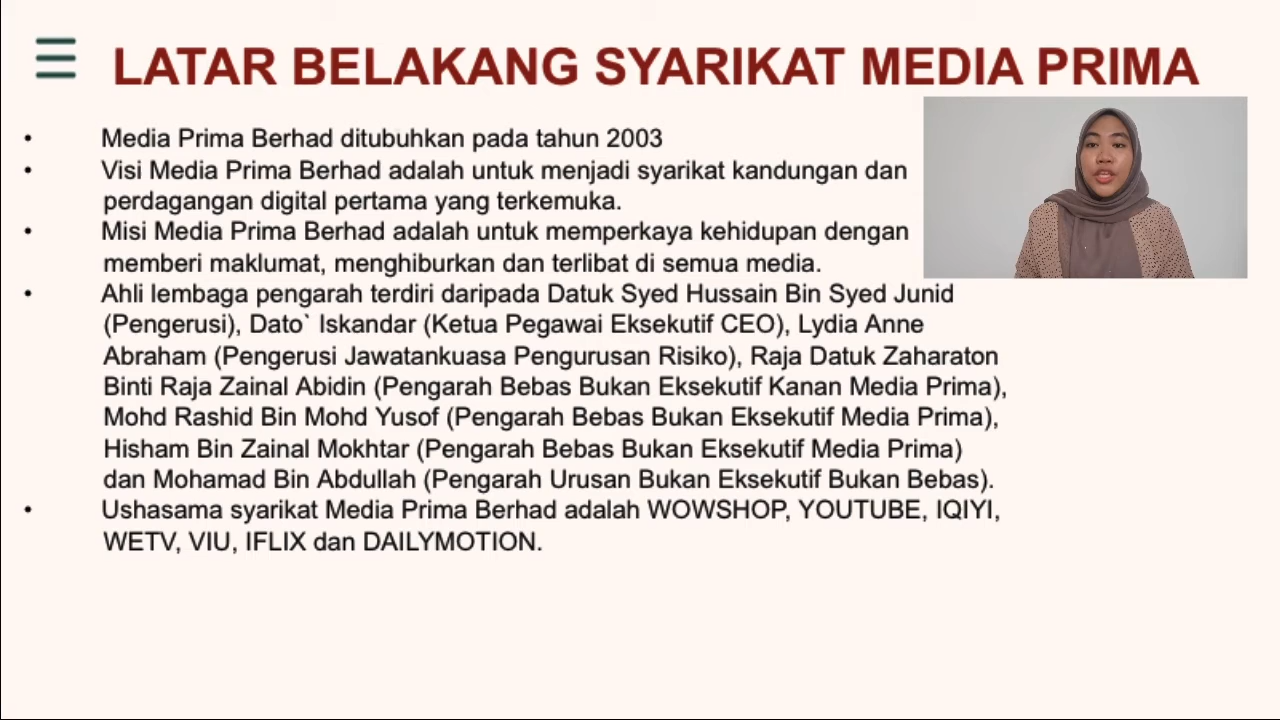 LATAR BELAKANG SYARIKAT MEDIA PRIMA
• Media Prima Berhad ditubuhkan pada tahun 2003
• Visi Media Prima Berhad adalah untuk menjadi syarikat kandungan dan
perdagangan digital pertama yang terkemuka.
• Misi Media Prima Berhad adalah untuk memperkaya kehidupan dengan
memberi maklumat, menghiburkan dan terlibat di semua media.
• Ahli lembaga pengarah terdiri daripada Datuk Syed Hussain Bin Syed Junid
(Pengerusi), Dato` Iskandar (Ketua Pegawai Eksekutif CEO), Lydia Anne
Abraham (Pengerusi Jawatankuasa Pengurusan Risiko), Raja Datuk Zaharaton
Binti Raja Zainal Abidin (Pengarah Bebas Bukan Eksekutif Kanan Media Prima),
Mohd Rashid Bin Mohd Yusof (Pengarah Bebas Bukan Eksekutif Media Prima),
Hisham Bin Zainal Mokhtar (Pengarah Bebas Bukan Eksekutif Media Prima)
dan Mohamad Bin Abdullah (Pengarah Urusan Bukan Eksekutif Bukan Bebas).
• Ushasama syarikat Media Prima Berhad adalah WOWSHOP, YOUTUBE, IQIYI,
WETV, VIU, IFLIX dan DAILYMOTION.